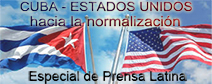 CUBA - ESTADOS UNIDOS
hacia la normalización
Especial de Prensa Latina